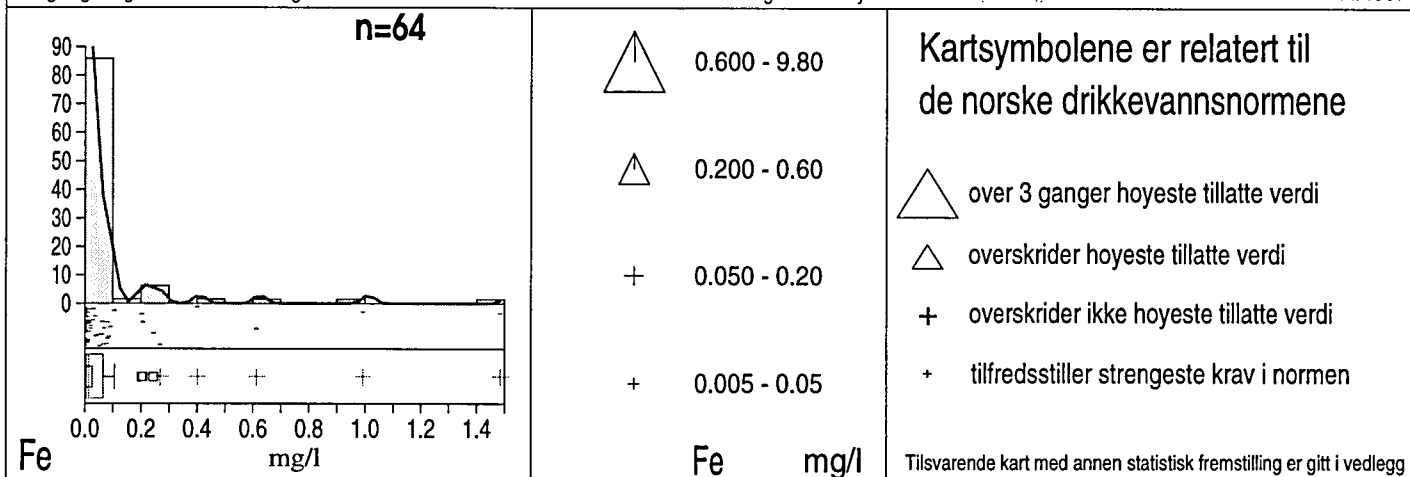 n=64
90
80
70
60
50
40
30
20
10
0
0.0 0.2 0.4 0.6 0.8 1.0 1.2 1.4
Fe mg/l
0.600 - 9.80
0.200 - 0.60
0.050 - 0.20
0.005 - 0.05
Fe mg/l
Kartsymbolene er relatert til
de norske drikkevannsnormene
over 3 ganger hoyeste tillatte verdi
overskrider hoyeste tillatte verdi
overskrider ikke hoyeste tillatte verdi
tilfredsstiller strengeste krav i normen
Tilsvarende kart med annen statistisk fremstilling er gitt i vedlegg